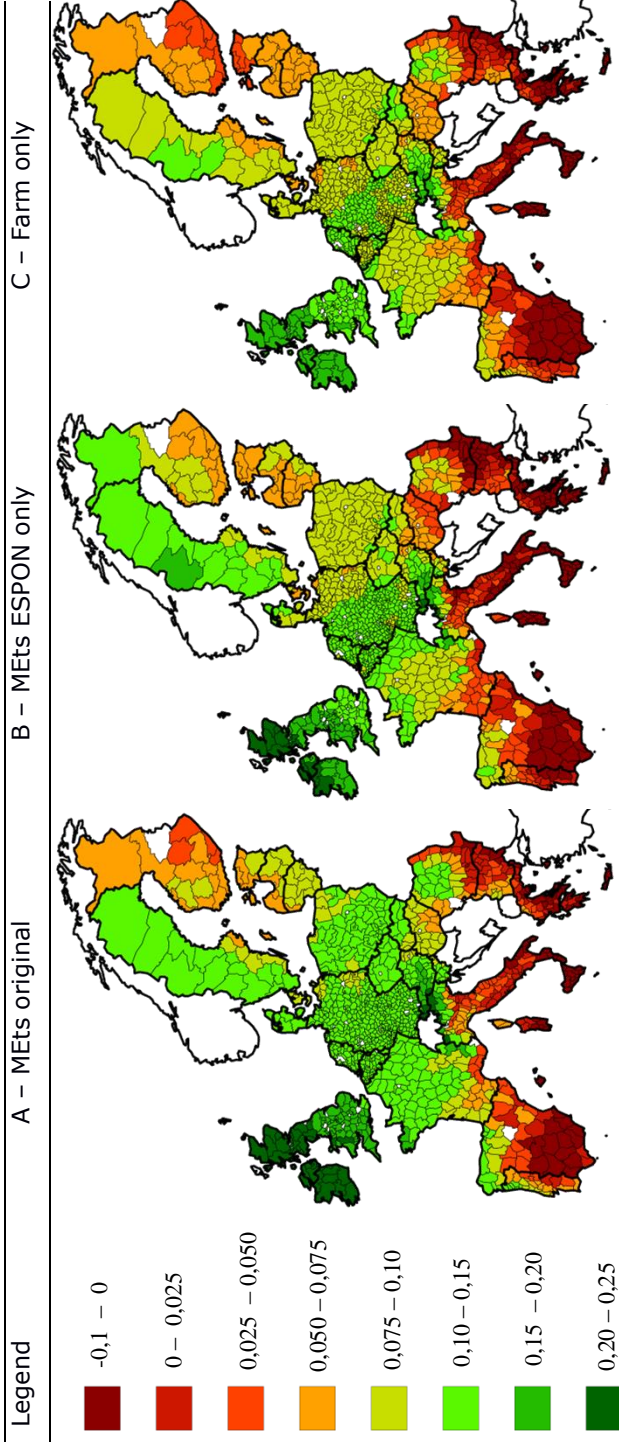 Legend
A – MEts original
B – MEts ESPON only
C – Farm only
-0,1 – 0
0 – 0,025
0,025 – 0,050
0,050 – 0,075
0,075 – 0,10
0,10 – 0,15
0,15 – 0,20
0,20 – 0,25